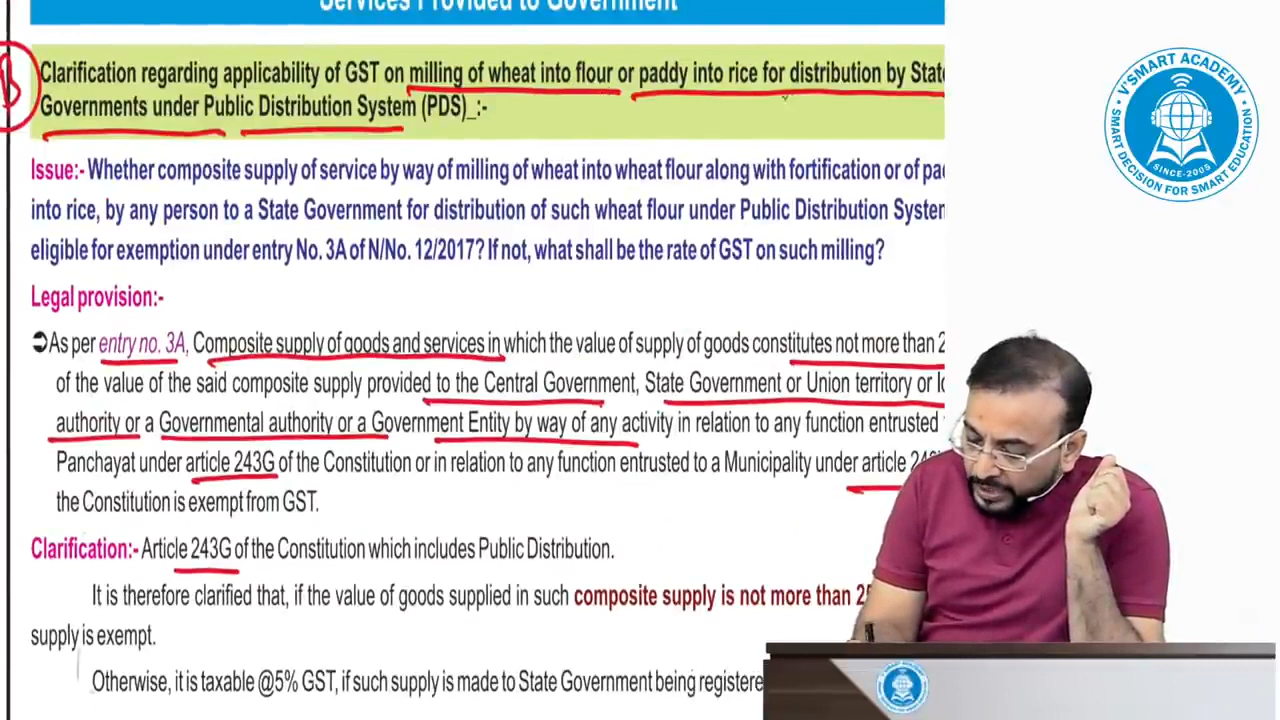 Services Provided to Government
Clarification regarding applicability of GST on milling of wheat into flour or paddy into rice for distribution by State
Governments under Public Distribution System (PDS)_:-
Issue:- Whether composite supply of service by way of milling of wheat into wheat flour along with fortification or of
into rice, by any person to a State Government for distribution of such wheat flour under Public Distribution System
eligible for exemption under entry No. 3A of N/No. 12/2017? If not, what shall be the rate of GST on such milling?
Legal provision:-
➲As per entry no. 3A, Composite supply of goods and services in which the value of supply of goods constitutes not more than
of the value of the said composite supply provided to the Central Government, State Government or Union territory or
authority or a Governmental authority or a Government Entity by way of any activity in relation to any function entrusted
Panchayat under article 243G of the Constitution or in relation to any function entrusted to a Municipality under article
the Constitution is exempt from GST.
Clarification:- Article 243G of the Constitution which includes Public Distribution.
It is therefore clarified that, if the value of goods supplied in such composite supply is not more than
supply is exempt.
Otherwise, it is taxable @5% GST, if such supply is made to State Government being
V'SMART ACADEMY
SINCE-2005
SMART DECISION FOR SMART EDUCATION